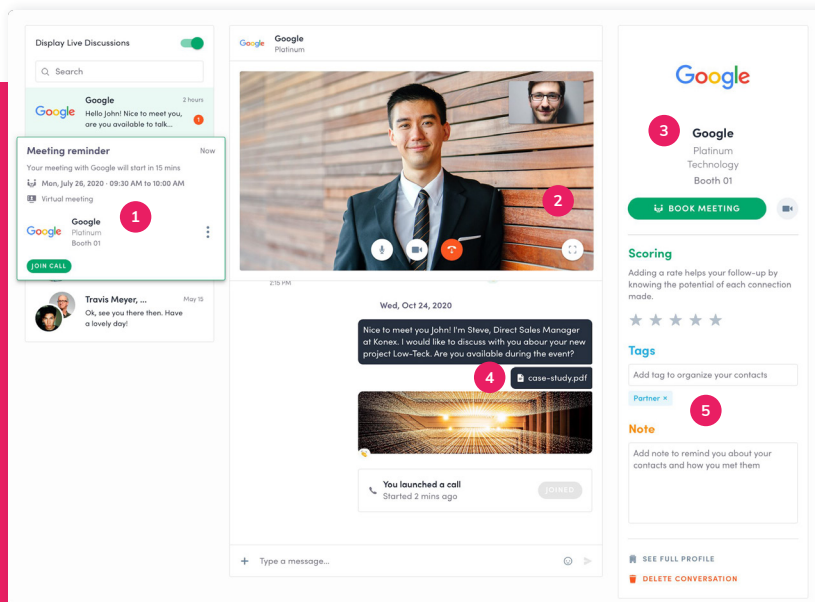 Display Live Discussions
Search
Google
Google
2 hours
Hello John! Nice to meet you,
are you available to talk...
1
Meeting reminder
Now
Your meeting with Google will start in 15 mins
Mon, July 26, 2020 · 09:30 AM to 10:00 AM
Virtual meeting
1
Google
Google
Platinum
Booth 01
JOIN CALL
Travis Meyer, ...
May 15
Ok, see you there then. Have
a lovely day!
Google
Google
Platinum
2
2:15 PM
Wed, Oct 24, 2020
Nice to meet you John! I'm Steve, Direct Sales Manager
at Konex. I would like to discuss with you abour your new
project Low-Teck. Are you available during the event?
4
case-study.pdf
You launched a call
Started 2 mins ago
JOINED
+ Type a message...
Google
3
Google
Platinum
Technology
Booth 01
BOOK MEETING
Scoring
Adding a rate helps your follow-up by
knowing the potential of each connection
made.
Tags
Add tag to organize your contacts
Partner ×
5
Note
Add note to remind you about your
contacts and how you met them
SEE FULL PROFILE
DELETE CONVERSATION